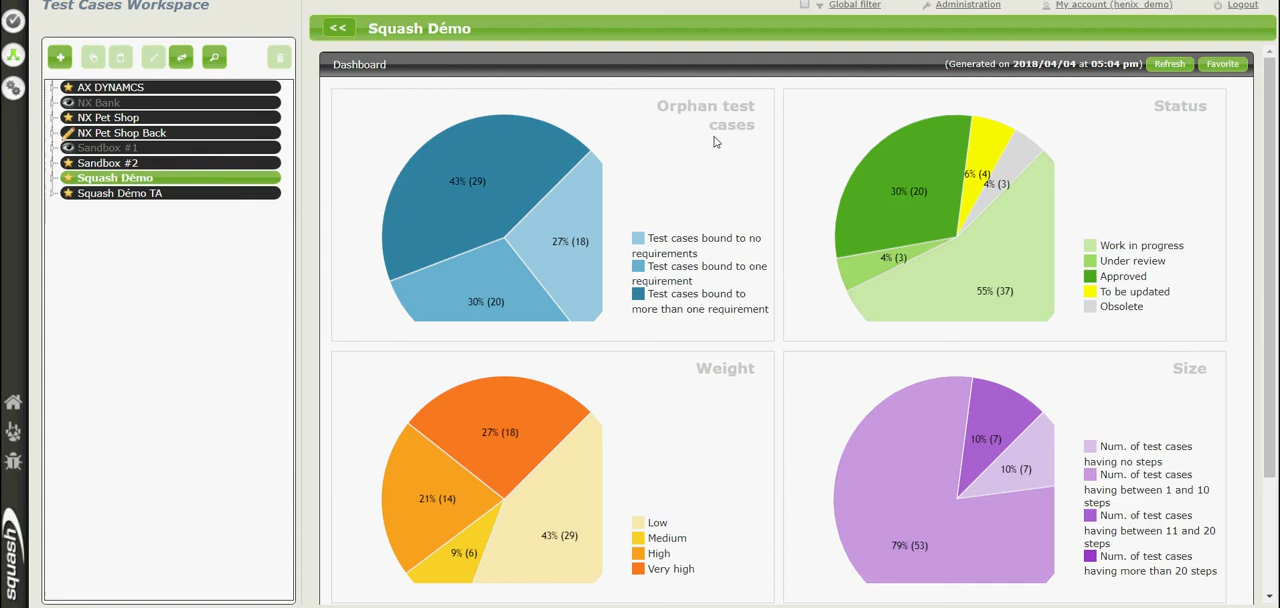 Test Cases Workspace
Global filter
Administration
My account (henix_demo)
Logout
<<
Squash Démo
AX DYNAMCS
NX Bank
NX Pet Shop
NX Pet Shop Back
Sandbox #1
Sandbox #2
Squash Démo
Squash Démo TA
Dashboard
(Generated on 2018/04/04 at 05:04 pm)
Refresh
Favorite
Orphan test
cases
43% (29)
27% (18)
30% (20)
Test cases bound to no
requirements
Test cases bound to one
requirement
Test cases bound to
more than one requirement
Status
6% (4)
4% (3)
30% (20)
4% (3)
55% (37)
Work in progress
Under review
Approved
To be updated
Obsolete
Weight
27% (18)
21% (14)
43% (29)
9% (6)
Low
Medium
High
Very high
Size
10% (7)
10% (7)
79% (53)
Num. of test cases
having no steps
Num. of test cases
having between 1 and 10
steps
Num. of test cases
having between 11 and 20
steps
Num. of test cases
having more than 20 steps
squash